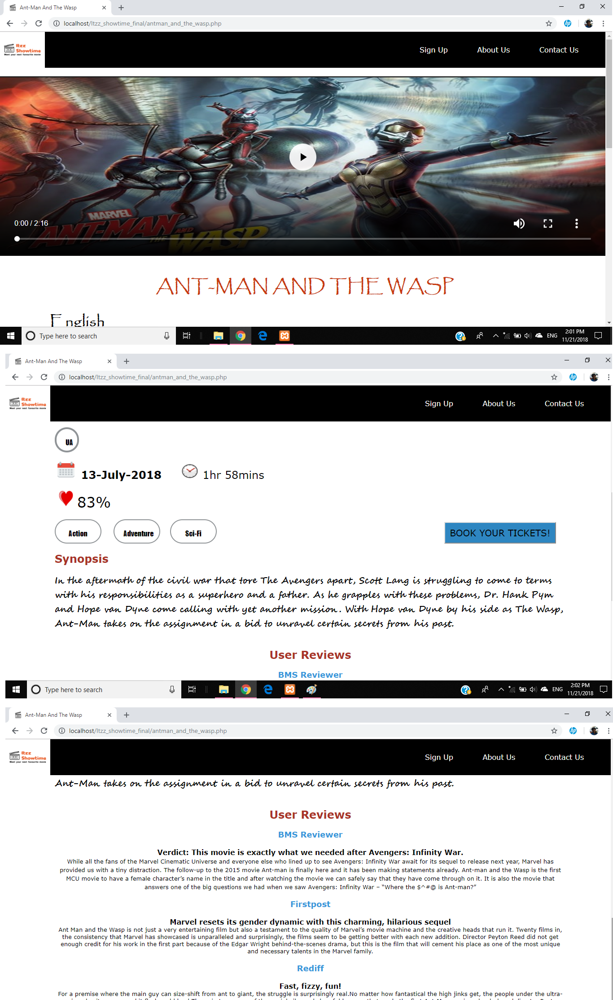 Ant-Man And The Wasp
localhost/Itzz_showtime_final/antman_and_the_wasp.php
Itzz
Showtime
Meet your next favourite movie
Sign Up
About Us
Contact Us
MARVEL
ANT-MAN
AND
THE WASP
0:00 / 2:16
ANT-MAN AND THE WASP
English
Type here to search
ENG
2:01 PM
11/21/2018
Ant-Man And The Wasp
localhost/Itzz_showtime_final/antman_and_the_wasp.php
Itzz
Showtime
Meet your next favourite movie
Sign Up
About Us
Contact Us
UA
13-July-2018
1hr 58mins
83%
Action
Adventure
Sci-Fi
BOOK YOUR TICKETS!
Synopsis
In the aftermath of the civil war that tore The Avengers apart, Scott Lang is struggling to come to terms
with his responsibilities as a superhero and a father. As he grapples with these problems, Dr. Hank Pym
and Hope van Dyne come calling with yet another mission. With Hope van Dyne by his side as The Wasp,
Ant-Man takes on the assignment in a bid to unravel certain secrets from his past.
User Reviews
BMS Reviewer
Type here to search
ENG
2:02 PM
11/21/2018
Ant-Man And The Wasp
localhost/Itzz_showtime_final/antman_and_the_wasp.php
Itzz
Showtime
Meet your next favourite movie
Sign Up
About Us
Contact Us
Ant-Man takes on the assignment in a bid to unravel certain secrets from his past.
User Reviews
BMS Reviewer
Verdict: This movie is exactly what we needed after Avengers: Infinity War.
While all the fans of the Marvel Cinematic Universe and everyone else who lined up to see Avengers: Infinity War await for its sequel to release next year, Marvel has
provided us with a tiny distraction. The follow-up to the 2015 movie Ant-man is finally here and it has been making statements already. Ant-man and the Wasp is the first
MCU movie to have a female character’s name in the title and after watching the movie we can safely say that they have come through on it. It is also the movie that
answers one of the big questions we had when we saw Avengers: Infinity War – “Where the $^#@ is Ant-man?”
Firstpost
Marvel resets its gender dynamic with this charming, hilarious sequel
Ant Man and the Wasp is not just a very entertaining film but also a testament to the quality of Marvel’s movie machine and the creative heads that run it. Twenty films in,
the consistency that Marvel has showcased is unparalleled and surprisingly, the films seem to be getting better with each new addition. Director Peyton Reed did not get
enough credit for his work in the first part because of the Edgar Wright behind-the-scenes drama, but this is the film that will cement his place as one of the most unique
and necessary talents in the Marvel family.
Rediff
Fast, fizzy, fun!
For a premise where the main guy can size-shift from ant to giant, the struggle is surprisingly real.No matter how fantastical the high jinks get, the people under the ultra-